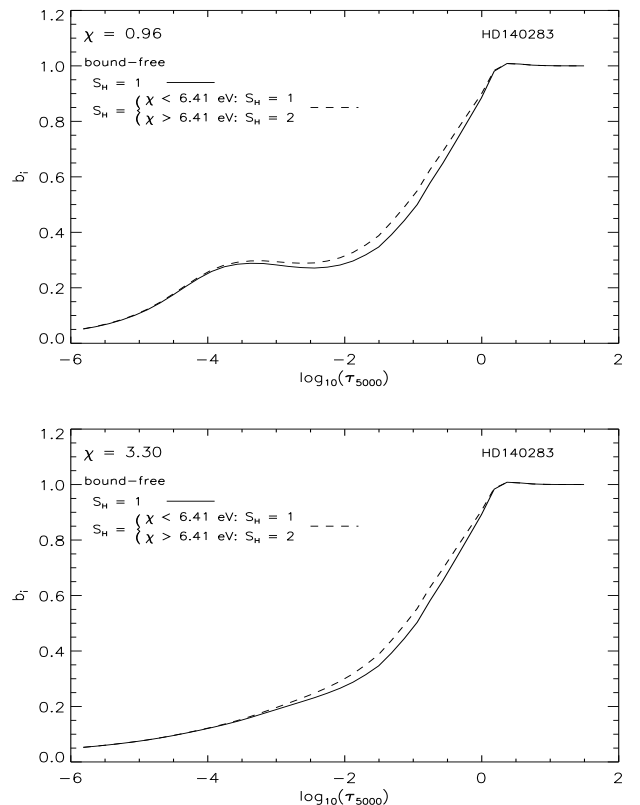 χ = 0.96
HD140283
bound–free
S_H = 1
S_H = { χ < 6.41 eV: S_H = 1
χ > 6.41 eV: S_H = 2
1.2
1.0
0.8
0.6
0.4
0.2
0.0
b_i
−6 −4 −2 0 2
log₁₀(τ₅₀₀₀)
χ = 3.30
HD140283
bound–free
S_H = 1
S_H = { χ < 6.41 eV: S_H = 1
χ > 6.41 eV: S_H = 2
1.2
1.0
0.8
0.6
0.4
0.2
0.0
b_i
−6 −4 −2 0 2
log₁₀(τ₅₀₀₀)